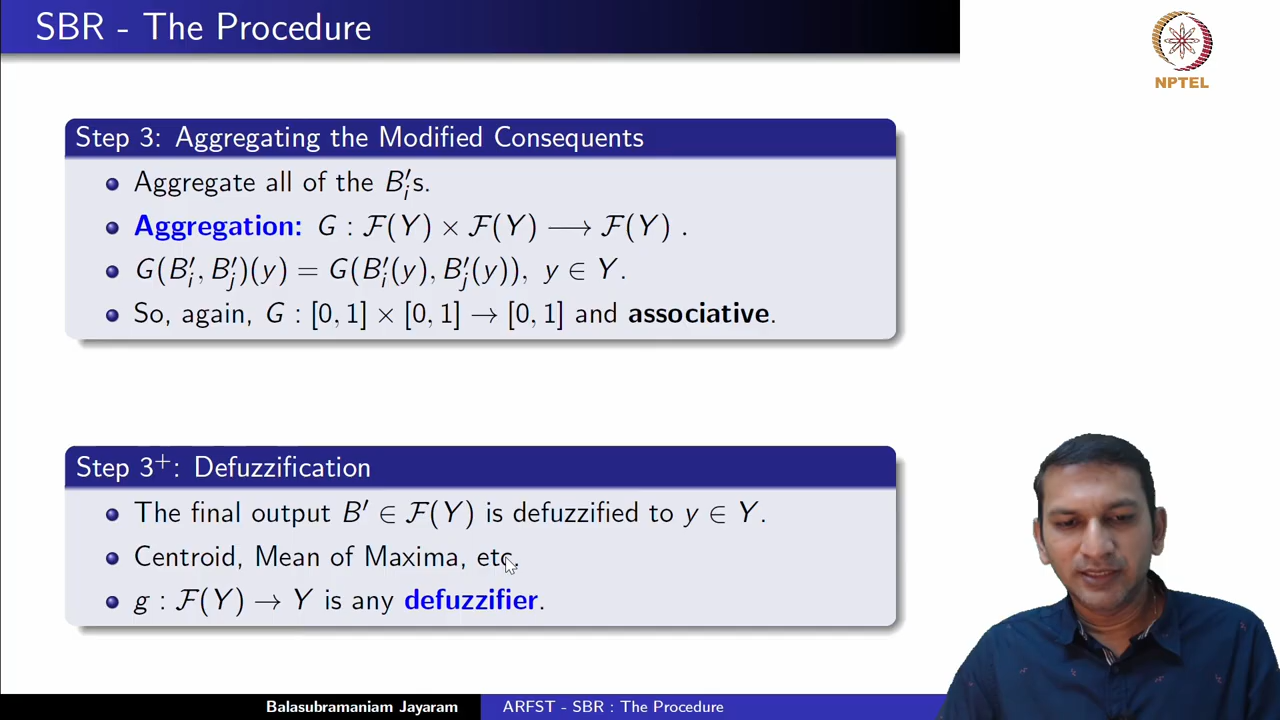 SBR - The Procedure
NPTEL
Step 3: Aggregating the Modified Consequents
Aggregate all of the B′ᵢs.
Aggregation: G : ℱ(Y) × ℱ(Y) ⟶ ℱ(Y) .
G(B′ᵢ, B′ⱼ)(y) = G(B′ᵢ(y), B′ⱼ(y)), y ∈ Y.
So, again, G : [0, 1] × [0, 1] → [0, 1] and associative.
Step 3⁺: Defuzzification
The final output B′ ∈ ℱ(Y) is defuzzified to y ∈ Y.
Centroid, Mean of Maxima, etc.
g : ℱ(Y) → Y is any defuzzifier.
Balasubramaniam Jayaram
ARFST - SBR : The Procedure